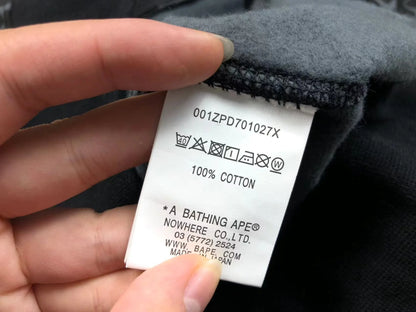 001ZPD701027X
100% COTTON
*A BATHING APE®
NOWHERE CO., LTD.
03 (5772) 2524
WWW. BAPE. COM
MADE IN JAPAN